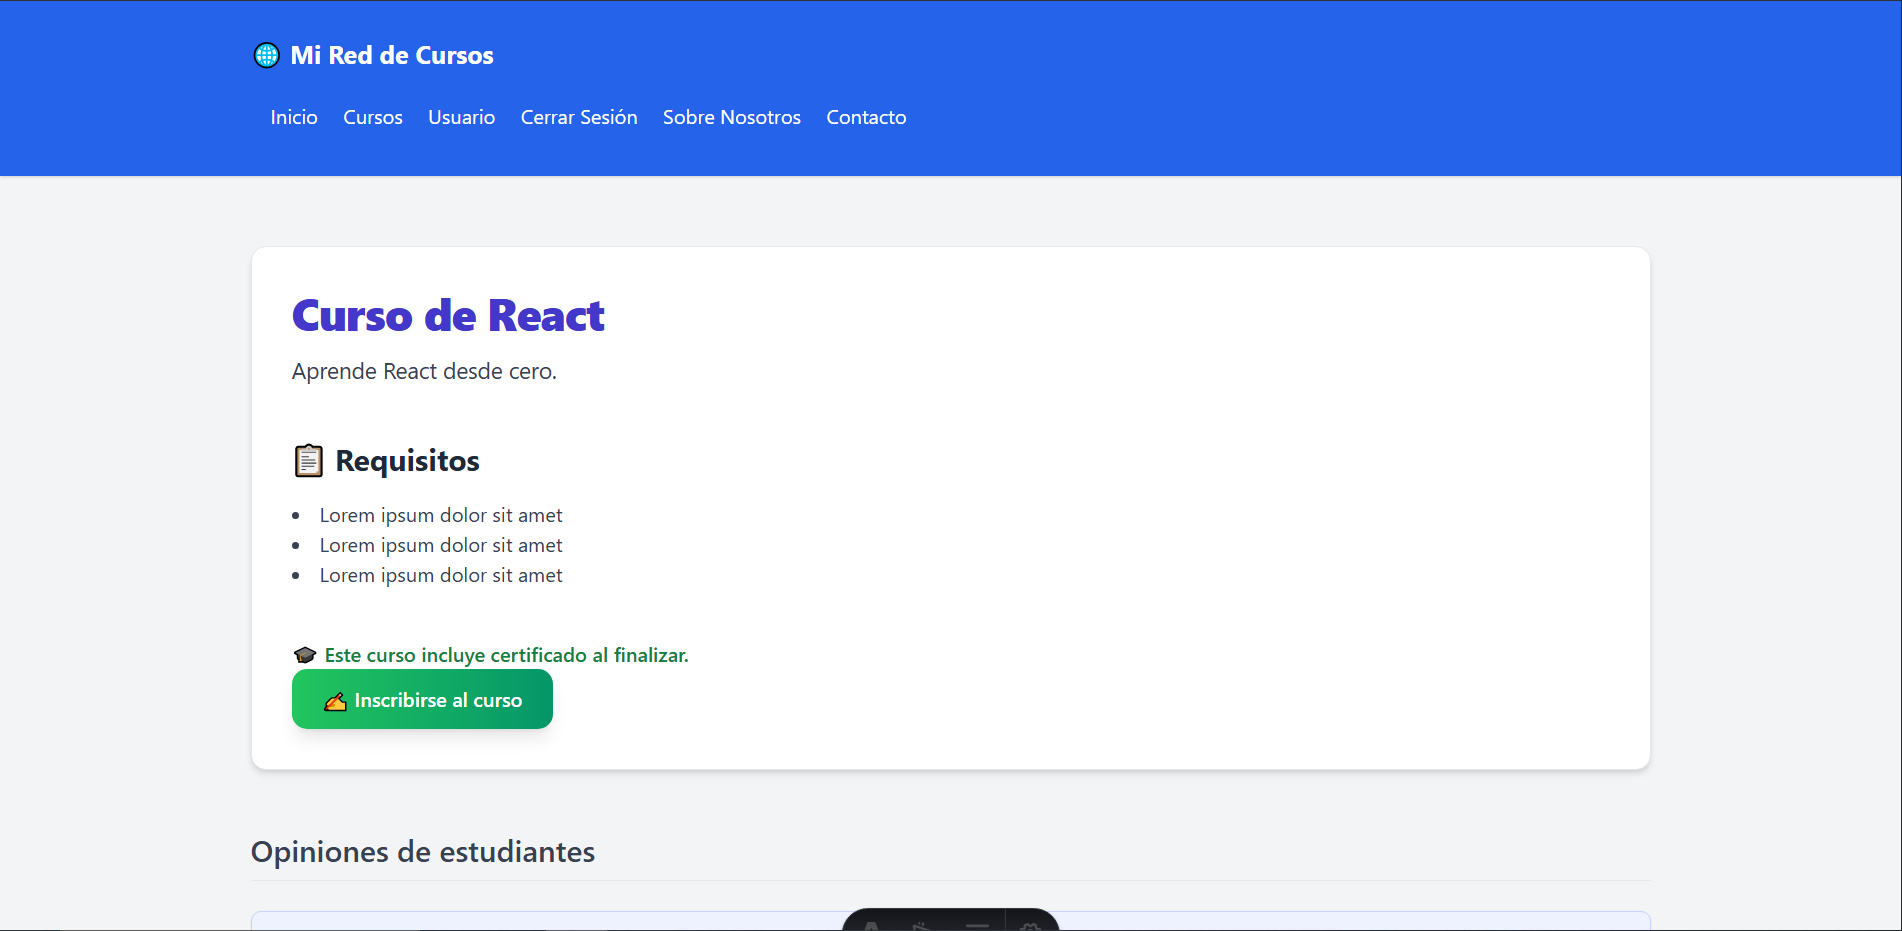 Mi Red de Cursos
Inicio Cursos Usuario Cerrar Sesión Sobre Nosotros Contacto
Curso de React
Aprende React desde cero.
Requisitos
Lorem ipsum dolor sit amet
Lorem ipsum dolor sit amet
Lorem ipsum dolor sit amet
Este curso incluye certificado al finalizar.
Inscribirse al curso
Opiniones de estudiantes